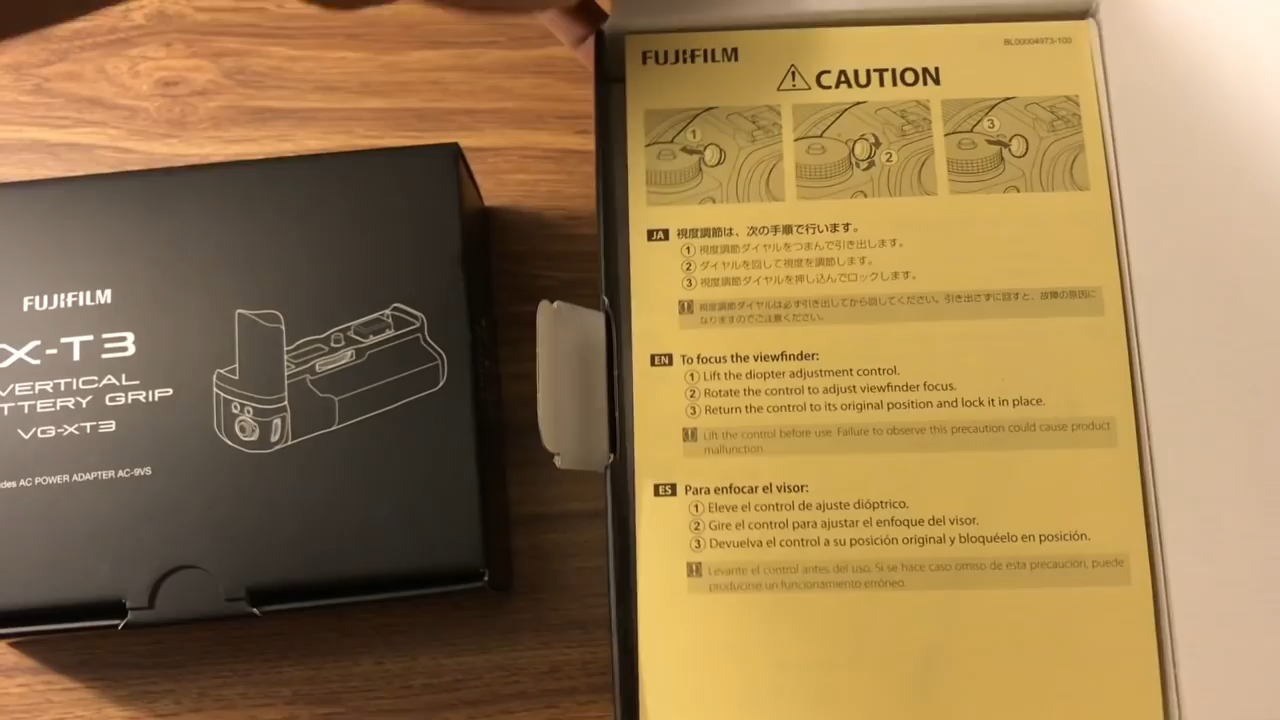 FUJIFILM
X-T3
VERTICAL
TTERY GRIP
VG-XT3
des AC POWER ADAPTER AC-9VS
FUJIFILM
BL00004973-100
CAUTION
1
2
3
JA 視度調節は、次の手順で行います。
① 視度調節ダイヤルをつまんで引き出します。
② ダイヤルを回して視度を調節します。
③ 視度調節ダイヤルを押し込んでロックします。
視度調節ダイヤルは必ず引き出してから回してください。引き出さずに回すと、故障の原因に
なりますのでご注意ください。
EN To focus the viewfinder:
① Lift the diopter adjustment control.
② Rotate the control to adjust viewfinder focus.
③ Return the control to its original position and lock it in place.
Lift the control before use. Failure to observe this precaution could cause product
malfunction.
ES Para enfocar el visor:
① Eleve el control de ajuste dióptrico.
② Gire el control para ajustar el enfoque del visor.
③ Devuelva el control a su posición original y bloquéelo en posición.
Levante el control antes del uso. Si se hace caso omiso de esta precaución, puede
producirse un funcionamiento erróneo.